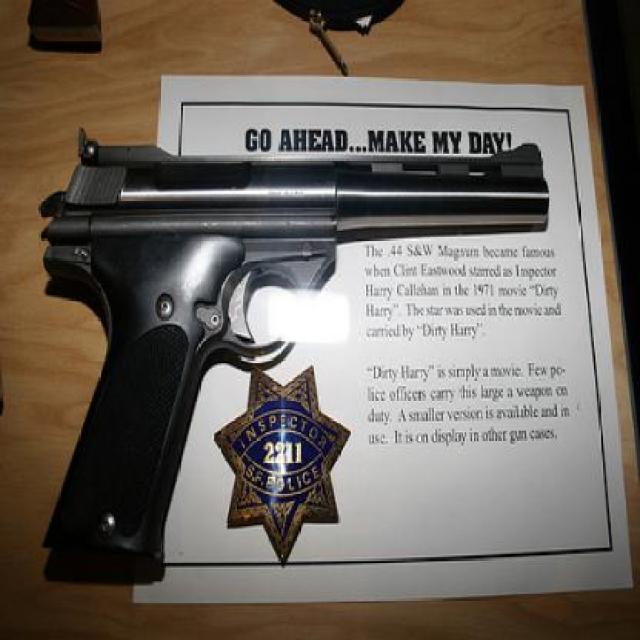 GO AHEAD...MAKE MY DAY!
The .44 S&W Magnum became famous
when Clint Eastwood starred as Inspector
Harry Callahan in the 1971 movie “Dirty
Harry”. The star was used in the movie and
carried by “Dirty Harry”.
“Dirty Harry” is simply a movie. Few po-
lice officers carry this large a weapon on
duty. A smaller version is available and in
use. It is on display in other gun cases.
INSPECTOR
2211
S.F. POLICE